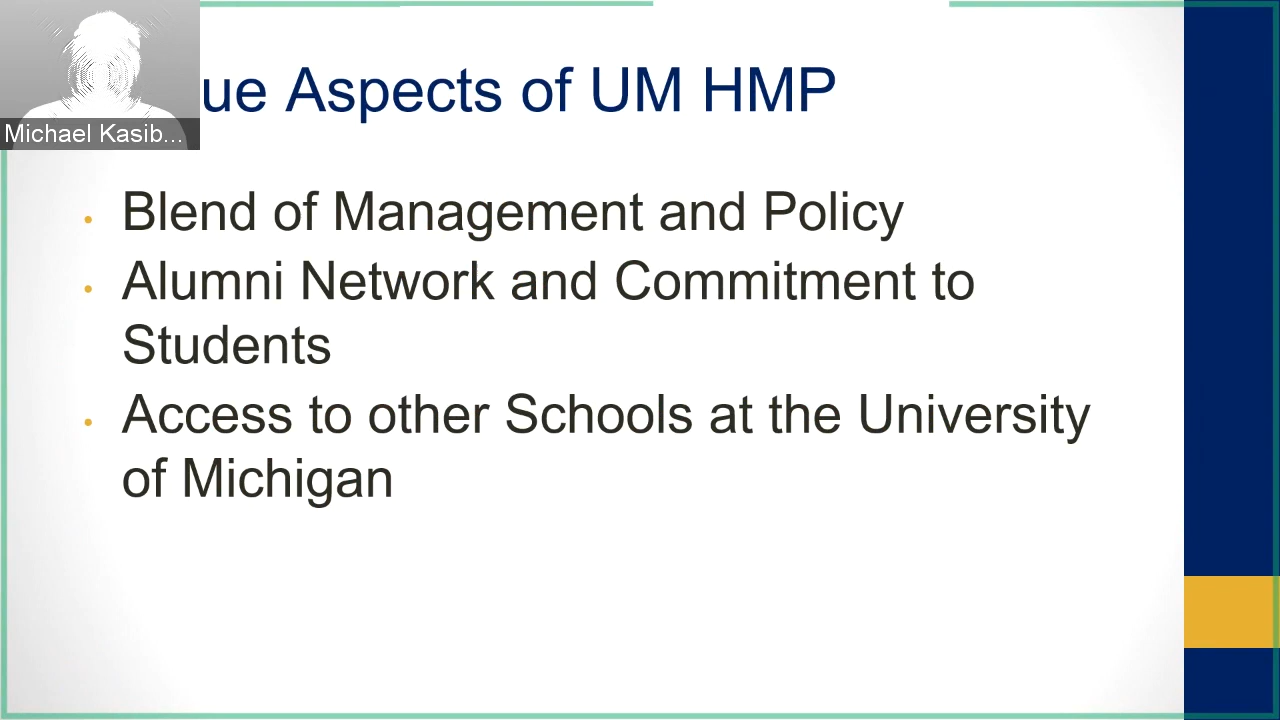 ue Aspects of UM HMP
Michael Kasib...
• Blend of Management and Policy
• Alumni Network and Commitment to
Students
• Access to other Schools at the University
of Michigan